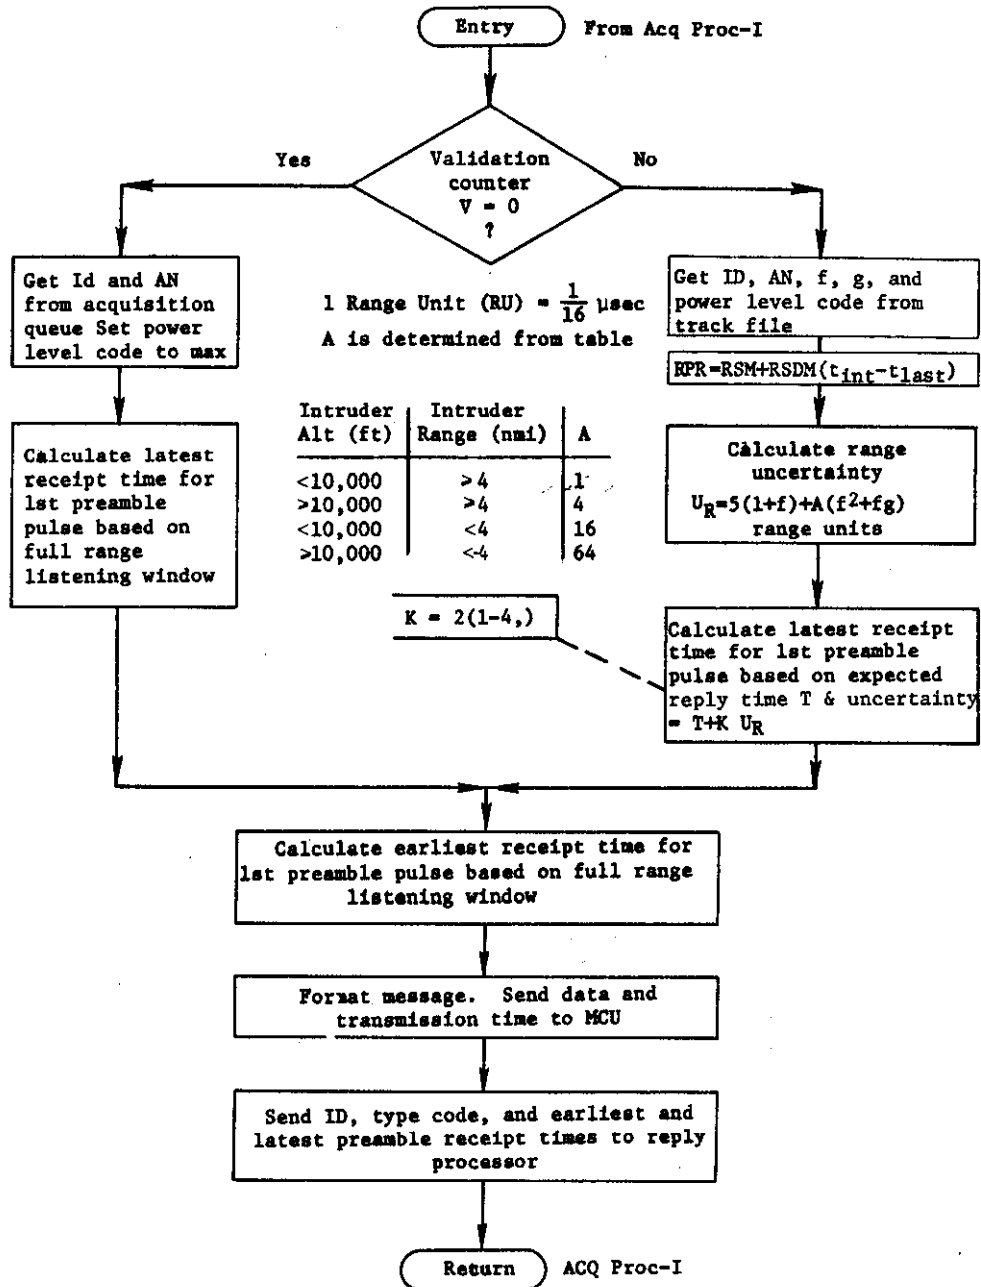 Entry From Acq Proc-I
Yes
Validation
counter
V = 0
?
No
Get Id and AN
from acquisition
queue Set power
level code to max
1 Range Unit (RU) = 1/16 μsec
A is determined from table
Get ID, AN, f, g, and
power level code from
track file
RPR=RSM+RSDM(t_int-t_last)
Intruder Intruder
Alt (ft) Range (nmi) A
<10,000 >4 1
>10,000 ≥4 4
<10,000 <4 16
≥10,000 <4 64
Calculate latest
receipt time for
1st preamble
pulse based on
full range
listening window
Calculate range
uncertainty
U_R=5(1+f)+A(f²+fg)
range units
K = 2(1-4,)
Calculate latest receipt
time for 1st preamble
pulse based on expected
reply time T & uncertainty
= T+K U_R
Calculate earliest receipt time for
1st preamble pulse based on full range
listening window
Format message. Send data and
transmission time to MCU
Send ID, type code, and earliest and
latest preamble receipt times to reply
processor
Return ACQ Proc-I